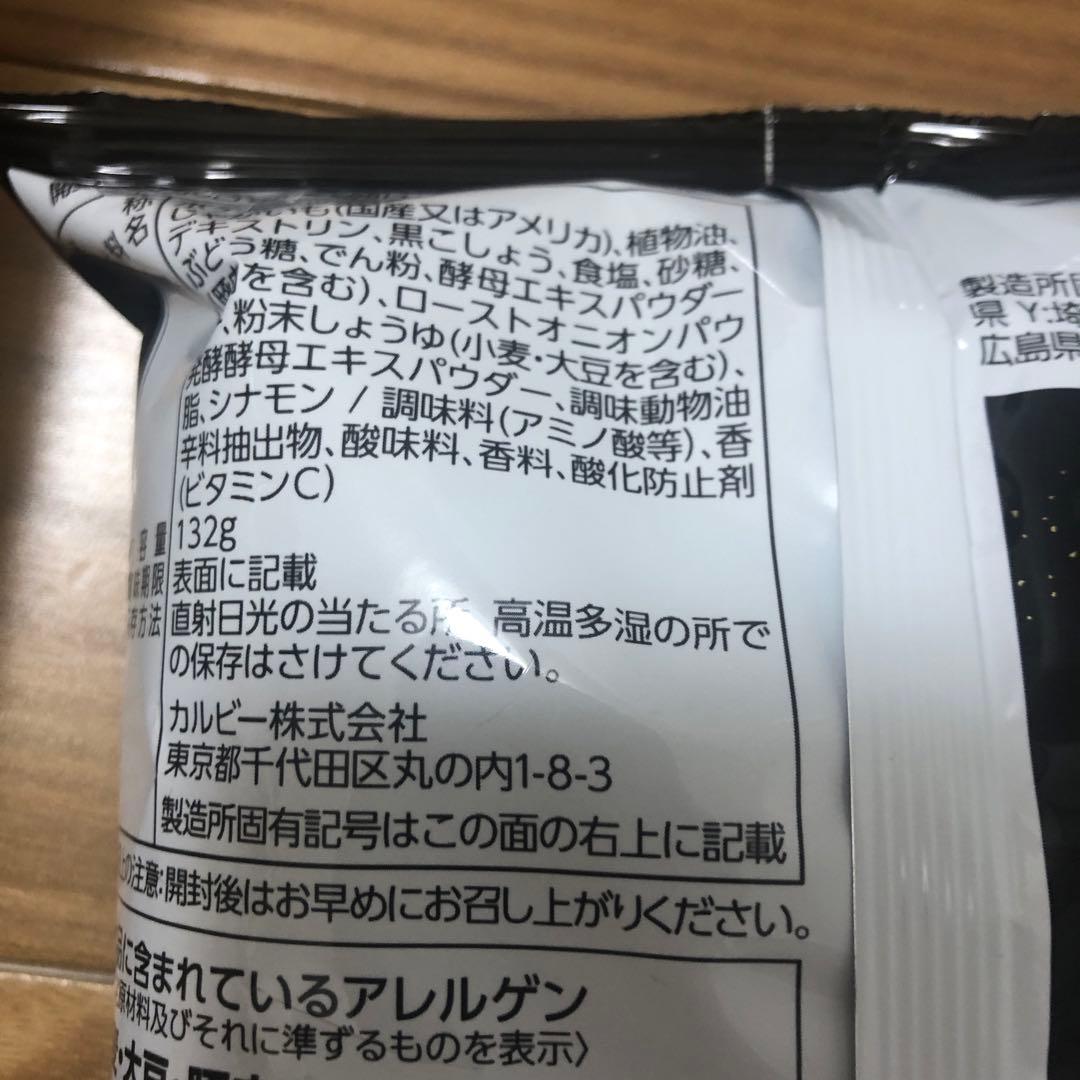 名称
じゃがいも(国産又はアメリカ)、植物油、
デキストリン、黒こしょう、食塩、砂糖、
ぶどう糖、でん粉、酵母エキスパウダー
を含む)、ローストオニオンパウ
、粉末しょうゆ(小麦・大豆を含む)、
発酵酵母エキスパウダー、調味動物油
脂、シナモン / 調味料(アミノ酸等)、香
辛料抽出物、酸味料、香料、酸化防止剤
(ビタミンC)
容量 132g
期限 表面に記載
方法 直射日光の当たる所、高温多湿の所で
の保存はさけてください。
カルビー株式会社
東京都千代田区丸の内1-8-3
製造所固有記号はこの面の右上に記載
注意:開封後はお早めにお召し上がりください。
に含まれているアレルゲン
原材料及びそれに準ずるものを表示〉
・大豆・
製造所固
県 Y:埼
広島県